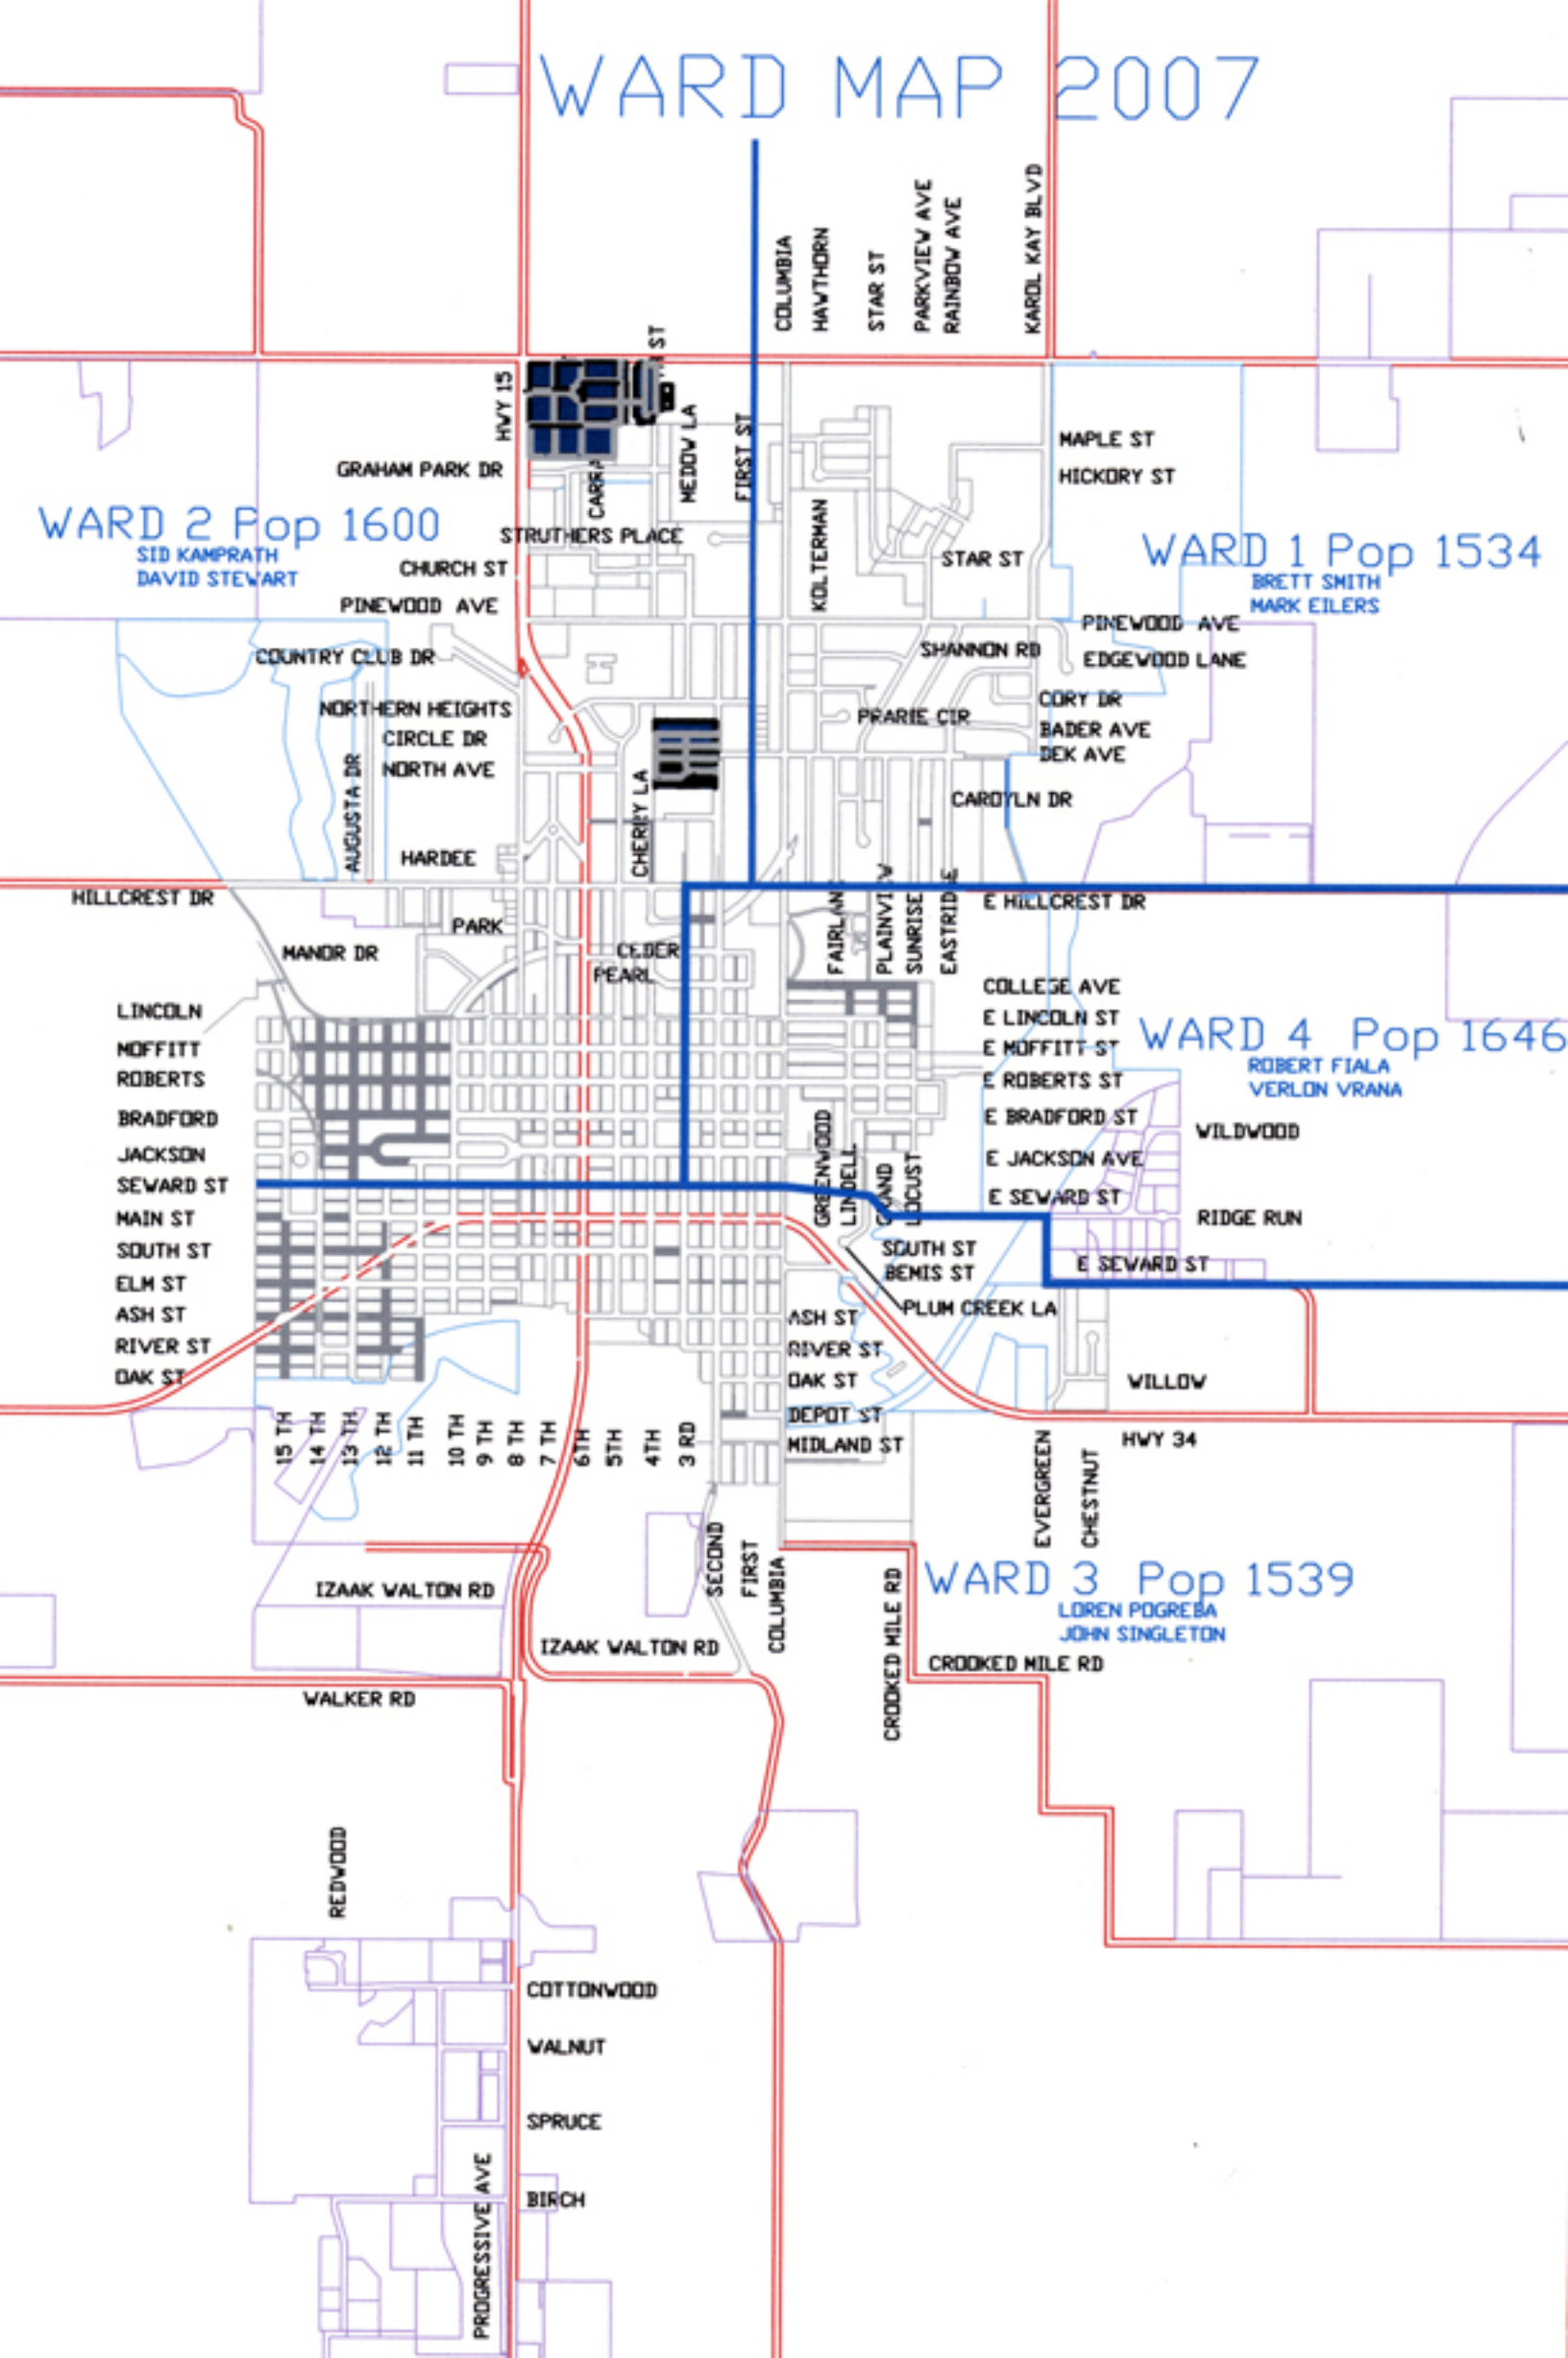 WARD MAP 2007
COLUMBIA
HAWTHORN
STAR ST
PARKVIEW AVE
RAINBOW AVE
KAROL KAY BLVD
ST
HWY 15
MEDOW LA
FIRST ST
MAPLE ST
GRAHAM PARK DR
HICKORY ST
WARD 2 Pop 1600
SID KAMPRATH
DAVID STEWART
STRUTHERS PLACE
KOLTERMAN
STAR ST
WARD 1 Pop 1534
BRETT SMITH
MARK EILERS
CHURCH ST
PINEWOOD AVE
PINEWOOD AVE
COUNTRY CLUB DR
SHANNON RD
EDGEWOOD LANE
NORTHERN HEIGHTS
PRARIE CIR
CORY DR
CIRCLE DR
BADER AVE
NORTH AVE
DEK AVE
AUGUSTA DR
CHERRY LA
CAROLYN DR
HARDEE
HILLCREST DR
E HILLCREST DR
PARK
FAIRLANE
PLAINVIEW
SUNRISE
EASTRIDGE
MANOR DR
CEDER
PEARL
COLLEGE AVE
LINCOLN
E LINCOLN ST
WARD 4 Pop 1646
ROBERT FIALA
VERLON VRANA
MOFFITT
E MOFFITT ST
ROBERTS
E ROBERTS ST
BRADFORD
E BRADFORD ST
WILDWOOD
JACKSON
E JACKSON AVE
GREENWOOD
LINDELL
GRAND
LOCUST
SEWARD ST
E SEWARD ST
MAIN ST
RIDGE RUN
SOUTH ST
SOUTH ST
BEMIS ST
E SEWARD ST
ELM ST
PLUM CREEK LA
ASH ST
ASH ST
RIVER ST
RIVER ST
OAK ST
OAK ST
WILLOW
DEPOT ST
MIDLAND ST
HWY 34
15 TH
14 TH
13 TH
12 TH
11 TH
10 TH
9 TH
8 TH
7 TH
6TH
5TH
4TH
3 RD
EVERGREEN
CHESTNUT
SECOND
FIRST
COLUMBIA
IZAAK WALTON RD
WARD 3 Pop 1539
LOREN POGREBA
JOHN SINGLETON
IZAAK WALTON RD
CROOKED MILE RD
CROOKED MILE RD
WALKER RD
REDWOOD
COTTONWOOD
WALNUT
SPRUCE
PROGRESSIVE AVE
BIRCH